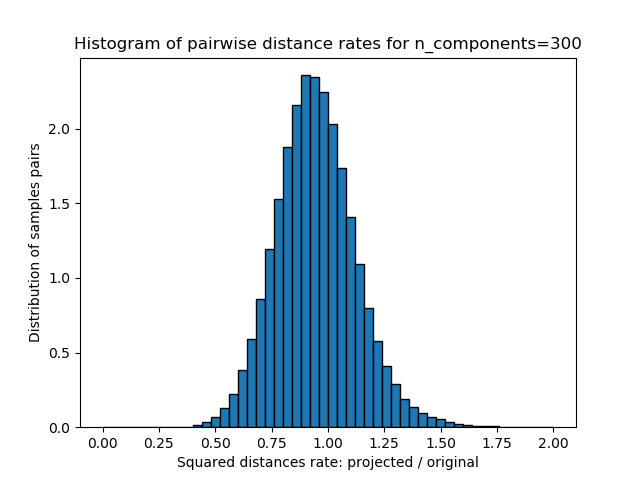 Histogram of pairwise distance rates for n_components=300
Distribution of samples pairs
2.0
1.5
1.0
0.5
0.0
0.00 0.25 0.50 0.75 1.00 1.25 1.50 1.75 2.00
Squared distances rate: projected / original